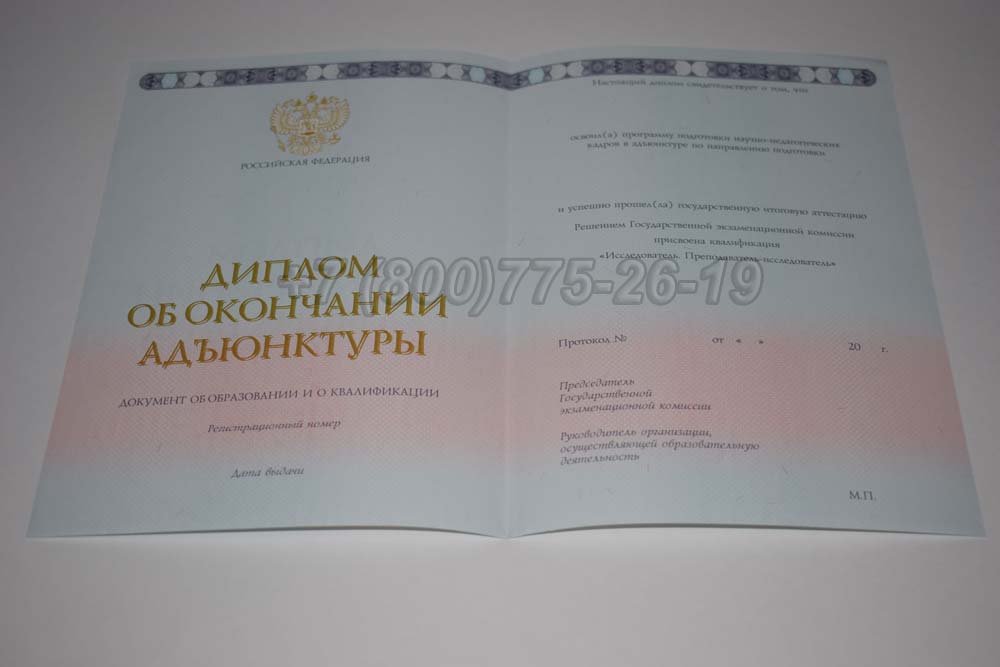 РОССИЙСКАЯ ФЕДЕРАЦИЯ
ДИПЛОМ
ОБ ОКОНЧАНИИ
АДЪЮНКТУРЫ
ДОКУМЕНТ ОБ ОБРАЗОВАНИИ И О КВАЛИФИКАЦИИ
Регистрационный номер
Дата выдачи
Настоящий диплом свидетельствует о том, что
освоил(а) программу подготовки научно-педагогических
кадров в адъюнктуре по направлению подготовки
и успешно прошел(ла) государственную итоговую аттестацию
Решением Государственной экзаменационной комиссии
присвоена квалификация
«Исследователь. Преподаватель-исследователь»
+7 (800)775-26-19
Протокол № от « » 20 г.
Председатель
Государственной
экзаменационной комиссии
Руководитель организации,
осуществляющей образовательную
деятельность
М.П.